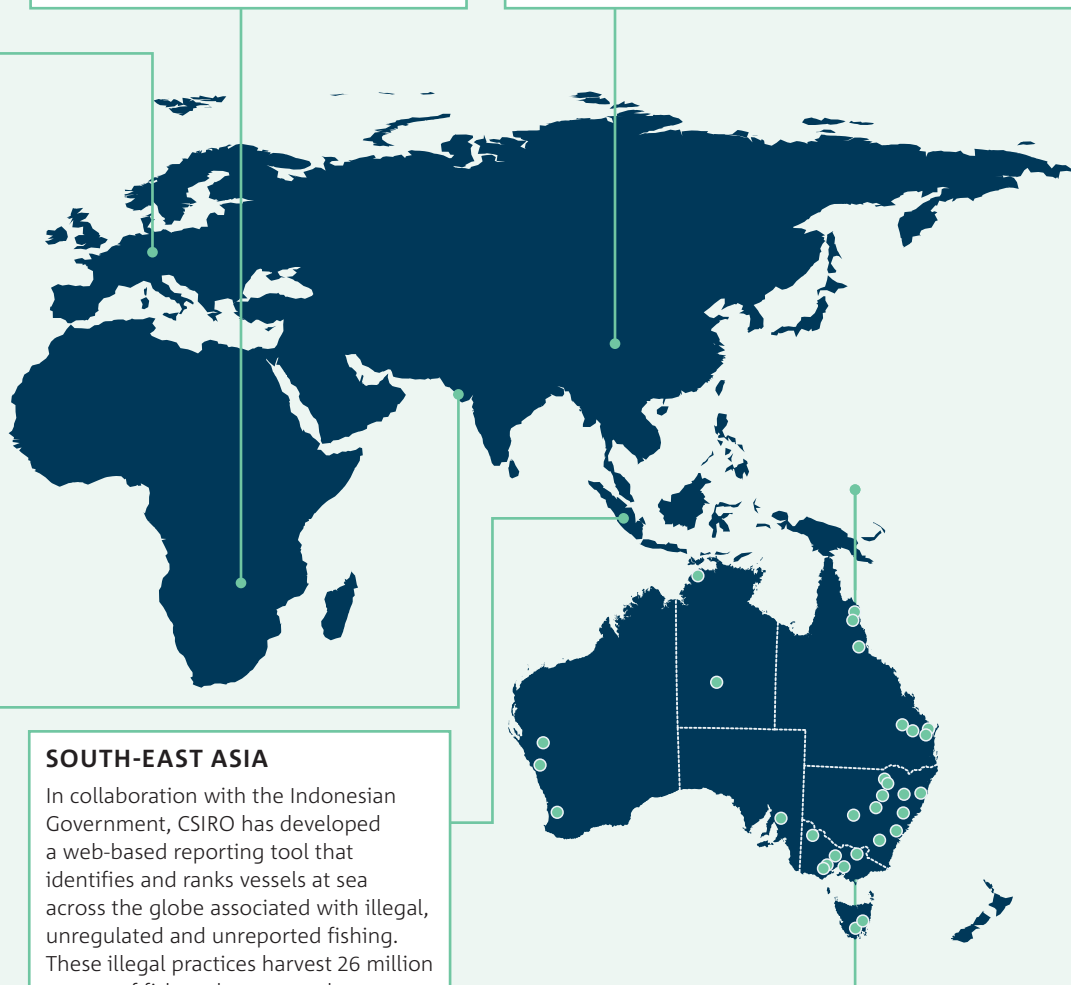 SOUTH-EAST ASIA
In collaboration with the Indonesian
Government, CSIRO has developed
a web-based reporting tool that
identifies and ranks vessels at sea
across the globe associated with illegal,
unregulated and unreported fishing.
These illegal practices harvest 26 million